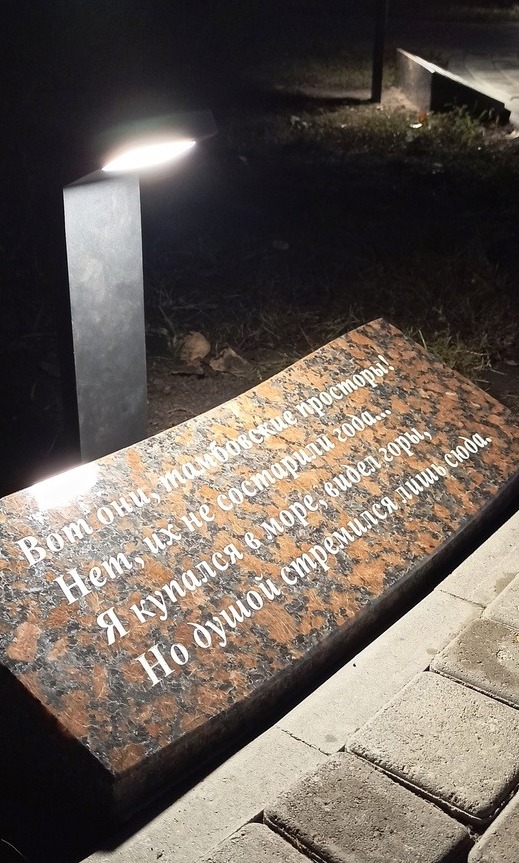 Вот они, тамбовские просторы!
Нет, их не состарили года...
Я купался в море, видел горы,
Но душой стремился лишь сюда.